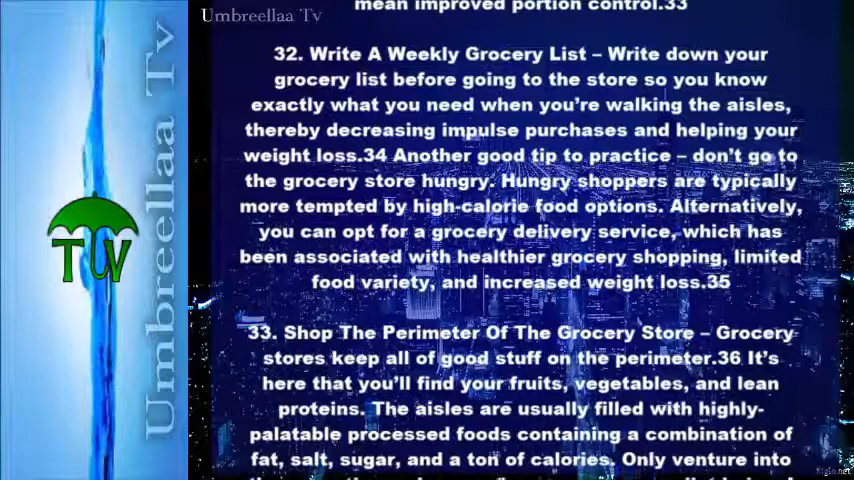 Umbreellaa Tv
mean improved portion control.33
32. Write A Weekly Grocery List – Write down your
grocery list before going to the store so you know
exactly what you need when you're walking the aisles,
thereby decreasing impulse purchases and helping your
weight loss.34 Another good tip to practice – don't go to
the grocery store hungry. Hungry shoppers are typically
more tempted by high-calorie food options. Alternatively,
you can opt for a grocery delivery service, which has
been associated with healthier grocery shopping, limited
food variety, and increased weight loss.35
33. Shop The Perimeter Of The Grocery Store – Grocery
stores keep all of good stuff on the perimeter.36 It's
here that you'll find your fruits, vegetables, and lean
proteins. The aisles are usually filled with highly-
palatable processed foods containing a combination of
fat, salt, sugar, and a ton of calories. Only venture into
Umbreellaa Tv
TV